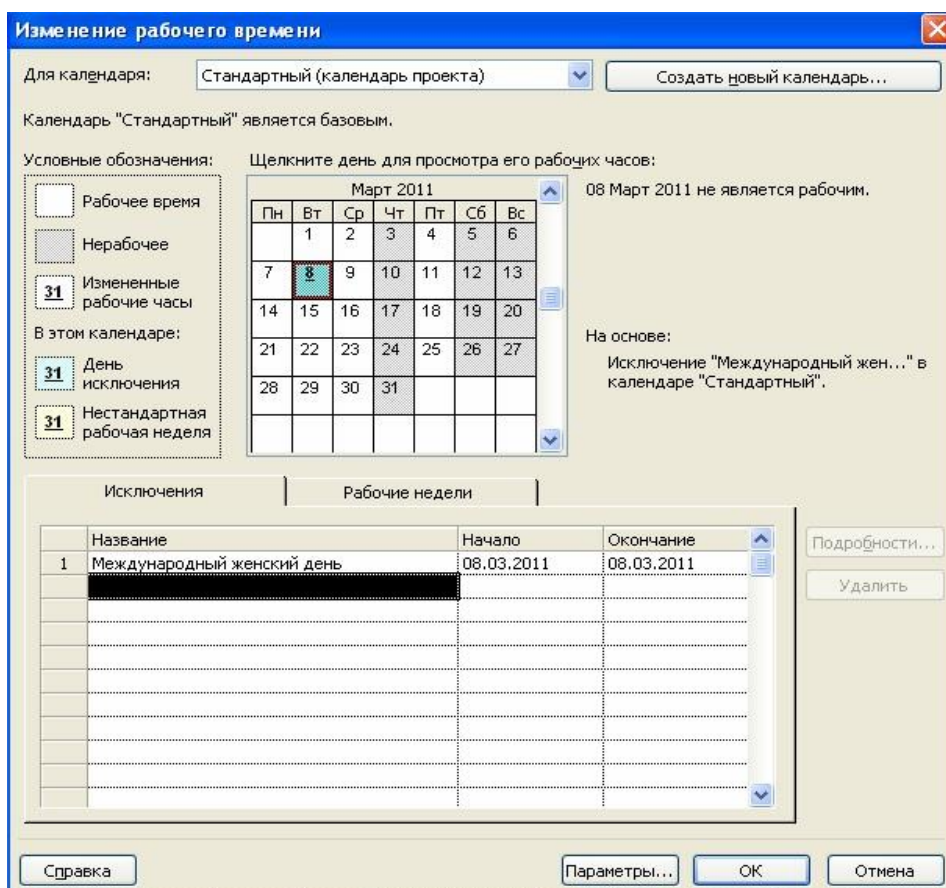 Изменение рабочего времени
Для календаря: Стандартный (календарь проекта) Создать новый календарь...
Календарь "Стандартный" является базовым.
Условные обозначения:
Рабочее время
Нерабочее
31 Измененные
рабочие часы
В этом календаре:
31 День
исключения
31 Нестандартная
рабочая неделя
Щелкните день для просмотра его рабочих часов:
Март 2011
Пн Вт Ср Чт Пт Сб Вс
1 2 3 4 5 6
7 8 9 10 11 12 13
14 15 16 17 18 19 20
21 22 23 24 25 26 27
28 29 30 31
08 Март 2011 не является рабочим.
На основе:
Исключение "Международный жен..." в
календаре "Стандартный".
Исключения Рабочие недели
Название Начало Окончание
1 Международный женский день 08.03.2011 08.03.2011
Подробности...
Удалить
Справка Параметры... ОК Отмена